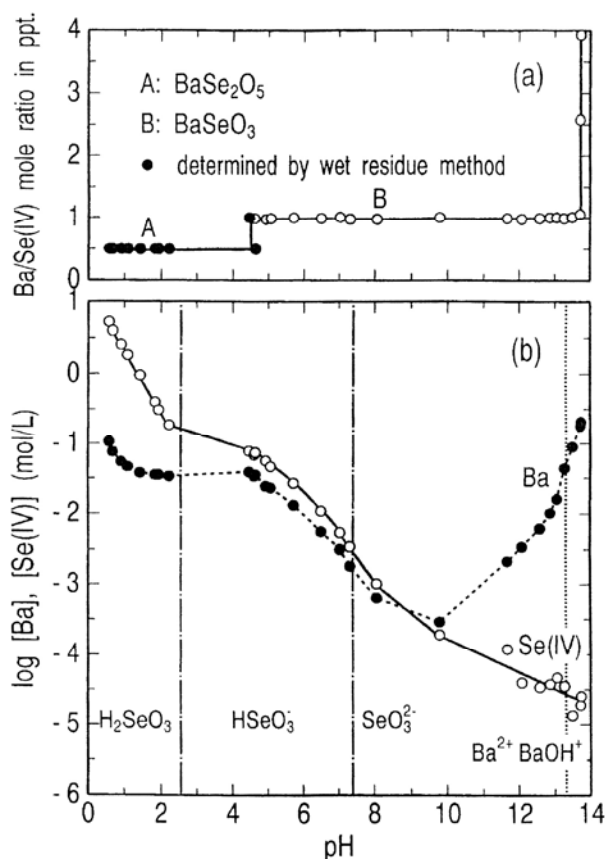 Ba/Se(IV) mole ratio in ppt.
4
3
2
1
0
(a)
A: BaSe₂O₅
B: BaSeO₃
● determined by wet residue method
A
B
log [Ba], [Se(IV)] (mol/L)
0
-1
-2
-3
-4
-5
-6
(b)
Ba
Se(IV)
H₂SeO₃
HSeO₃⁻
SeO₃²⁻
Ba²⁺ BaOH⁺
0 2 4 6 8 10 12 14
pH